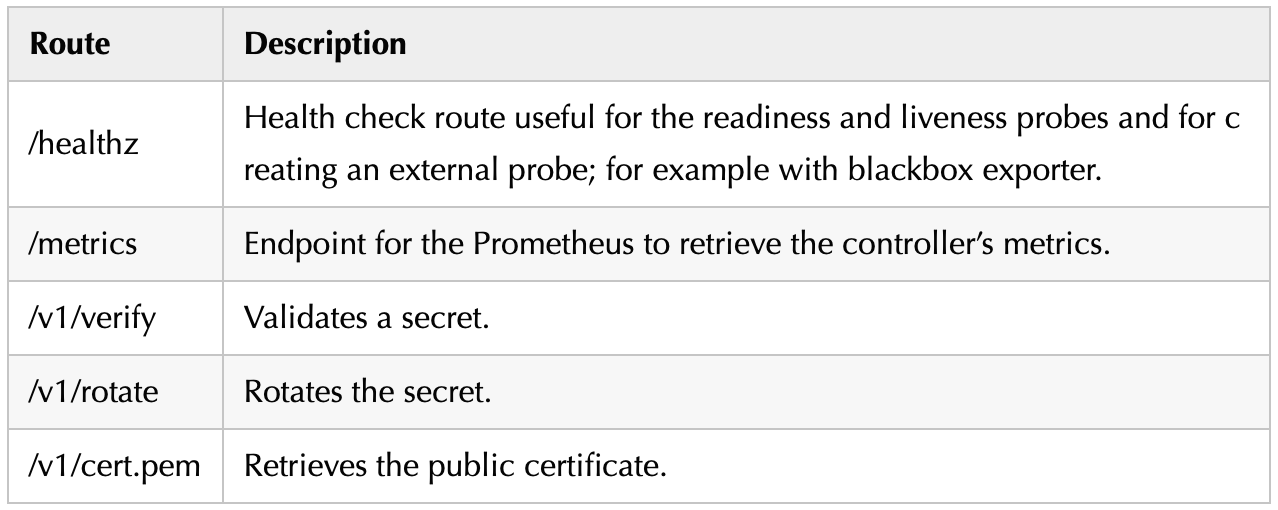 Route Description
/healthz Health check route useful for the readiness and liveness probes and for c
reating an external probe; for example with blackbox exporter.
/metrics Endpoint for the Prometheus to retrieve the controller’s metrics.
/v1/verify Validates a secret.
/v1/rotate Rotates the secret.
/v1/cert.pem Retrieves the public certificate.